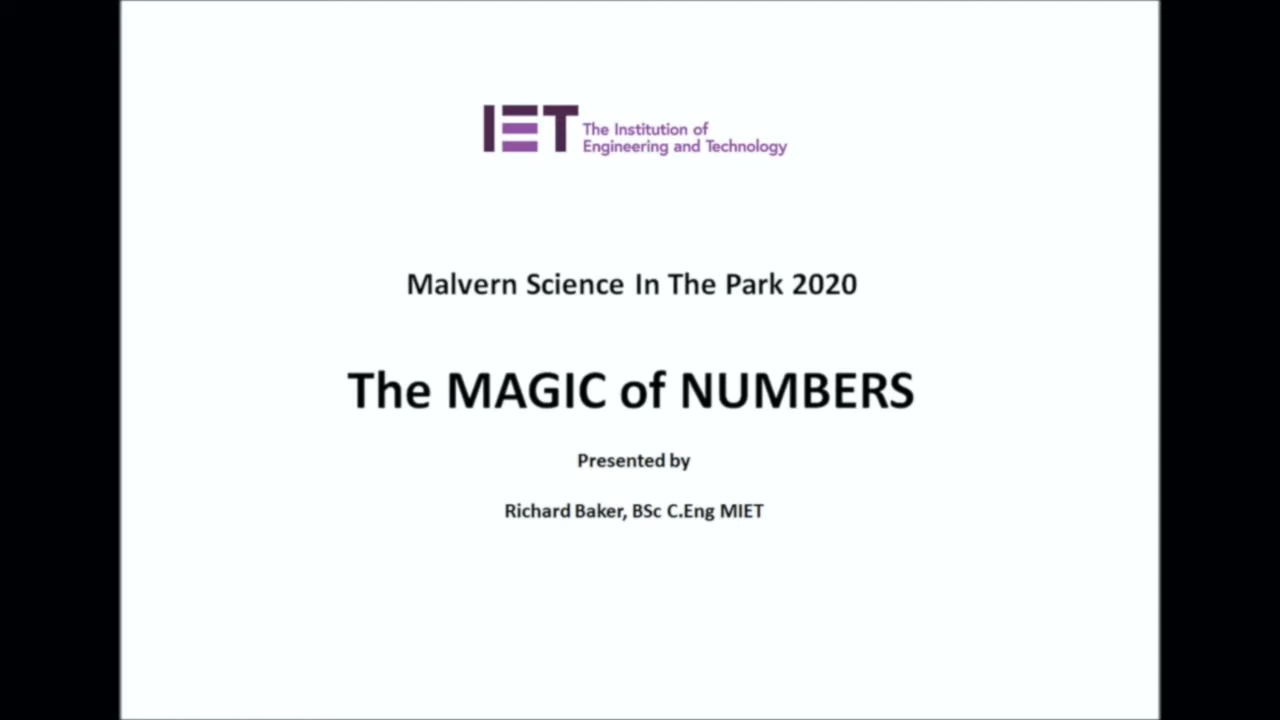 IET The Institution of
Engineering and Technology
Malvern Science In The Park 2020
The MAGIC of NUMBERS
Presented by
Richard Baker, BSc C.Eng MIET